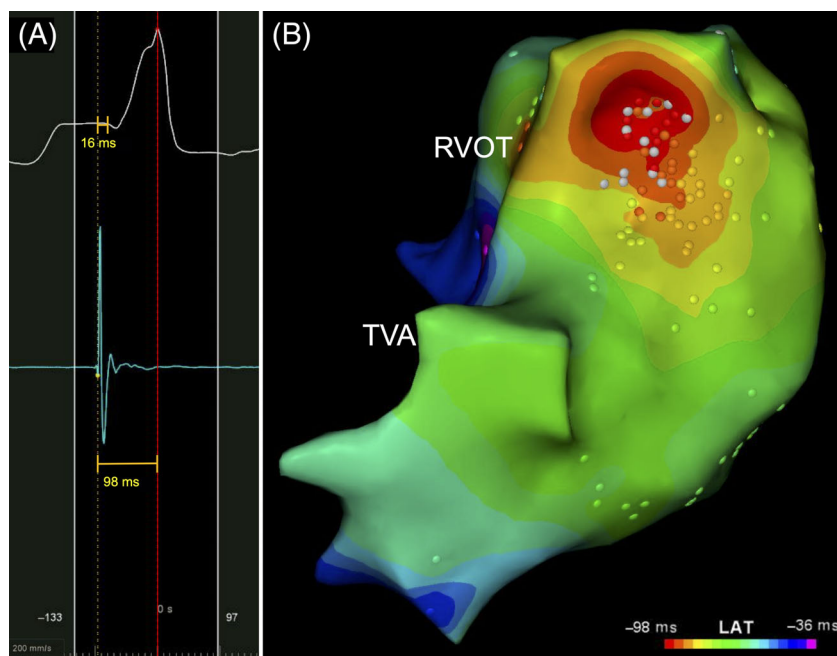 (A)
16 ms
98 ms
−133
0 s
97
200 mm/s
(B)
RVOT
TVA
−98 ms LAT −36 ms